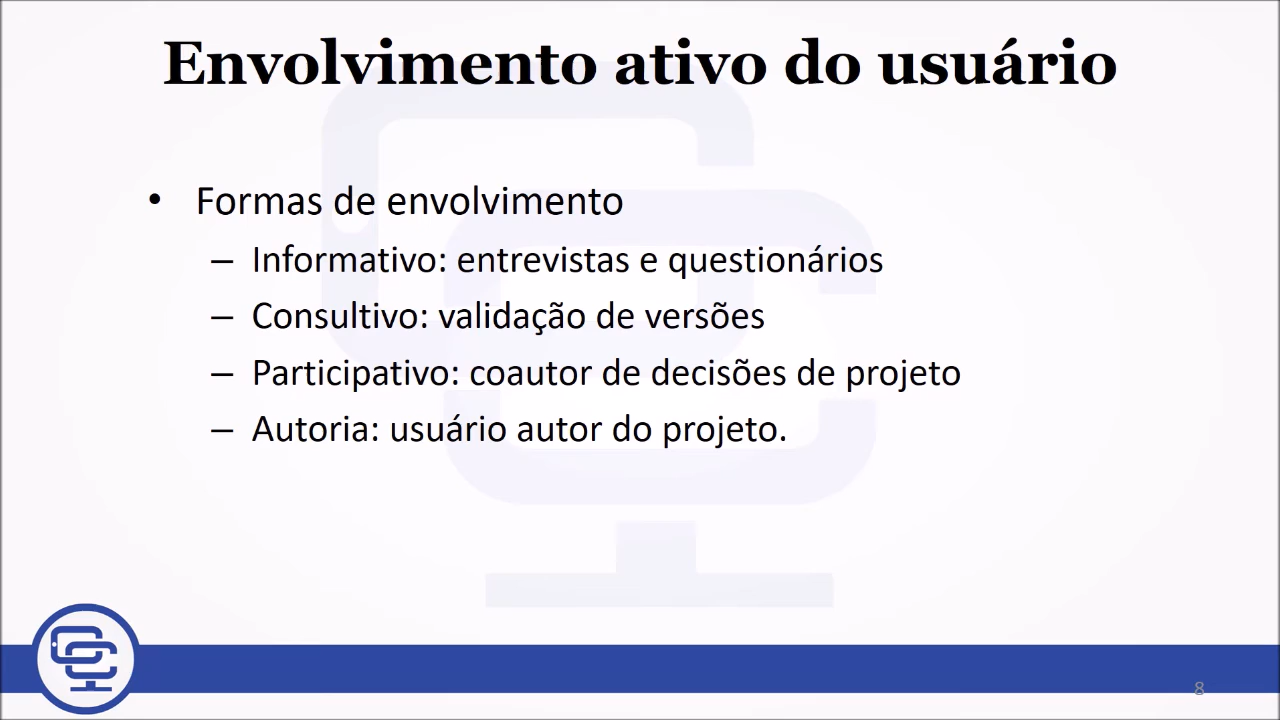 Envolvimento ativo do usuário
• Formas de envolvimento
– Informativo: entrevistas e questionários
– Consultivo: validação de versões
– Participativo: coautor de decisões de projeto
– Autoria: usuário autor do projeto.
8